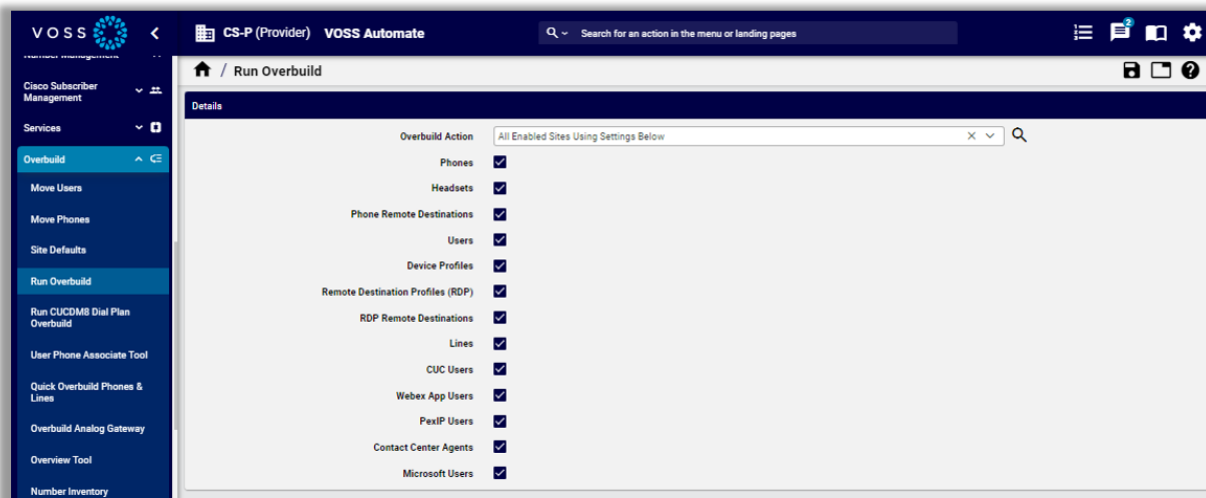 VOSS
CS-P (Provider) VOSS Automate
Search for an action in the menu or landing pages
2
Number Management
Cisco Subscriber
Management
Services
Overbuild
Move Users
Move Phones
Site Defaults
Run Overbuild
Run CUCDM8 Dial Plan
Overbuild
User Phone Associate Tool
Quick Overbuild Phones &
Lines
Overbuild Analog Gateway
Overview Tool
Number Inventory
/ Run Overbuild
Details
Overbuild Action All Enabled Sites Using Settings Below
Phones
Headsets
Phone Remote Destinations
Users
Device Profiles
Remote Destination Profiles (RDP)
RDP Remote Destinations
Lines
CUC Users
Webex App Users
PexIP Users
Contact Center Agents
Microsoft Users